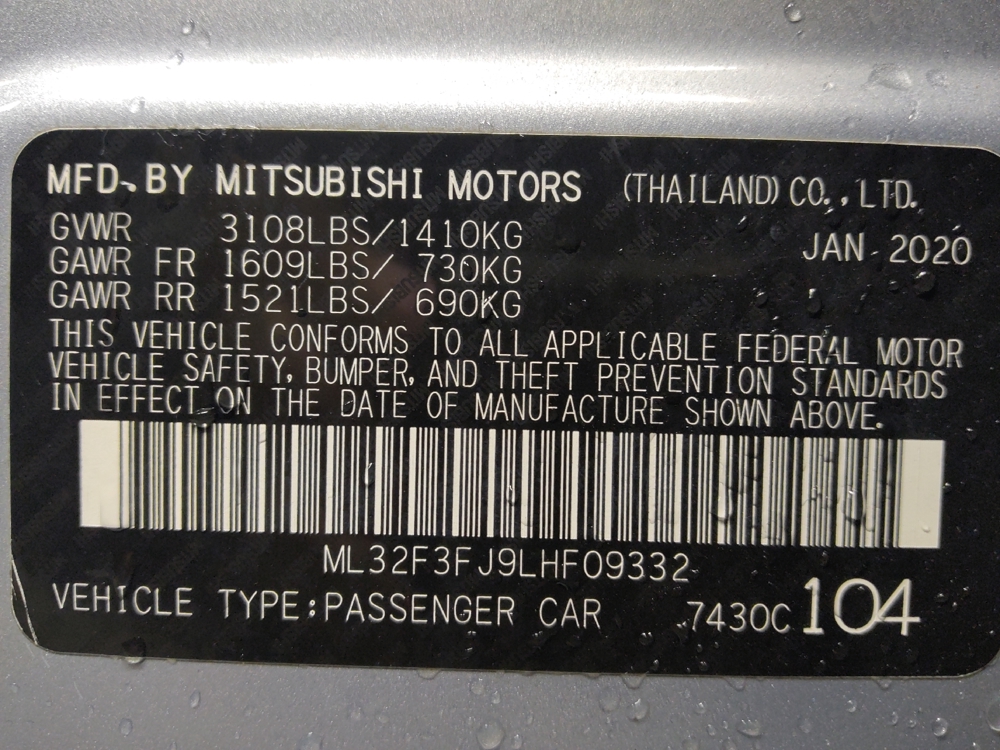 MFD. BY MITSUBISHI MOTORS (THAILAND) CO., LTD.
GVWR 3108LBS/1410KG JAN 2020
GAWR FR 1609LBS/ 730KG
GAWR RR 1521LBS/ 690KG
THIS VEHICLE CONFORMS TO ALL APPLICABLE FEDERAL MOTOR
VEHICLE SAFETY, BUMPER, AND THEFT PREVENTION STANDARDS
IN EFFECT ON THE DATE OF MANUFACTURE SHOWN ABOVE.
ML32F3FJ9LHF09332
VEHICLE TYPE:PASSENGER CAR 7430C 104